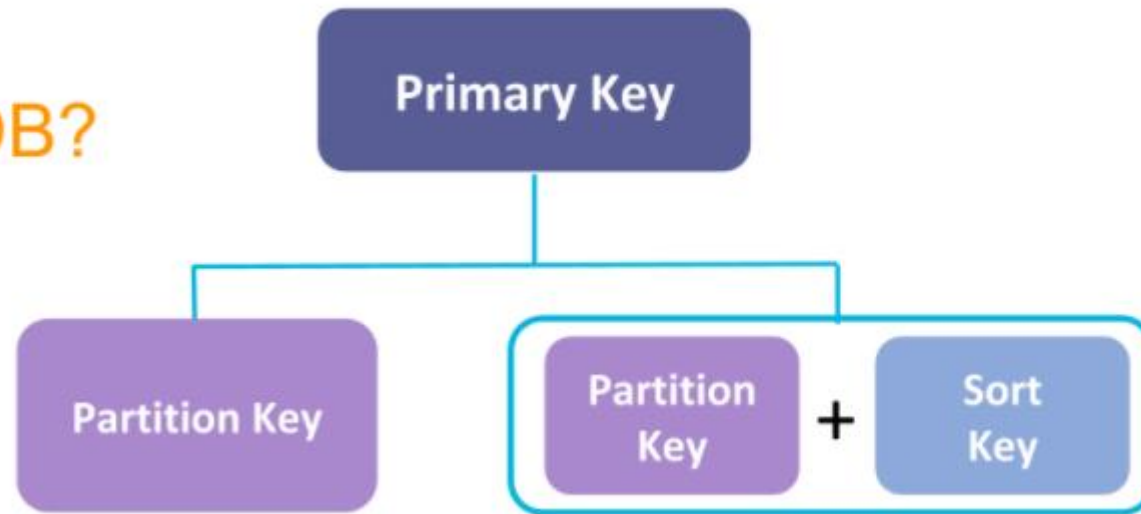 DB?
Primary Key
Partition Key
Partition
Key
+
Sort
Key